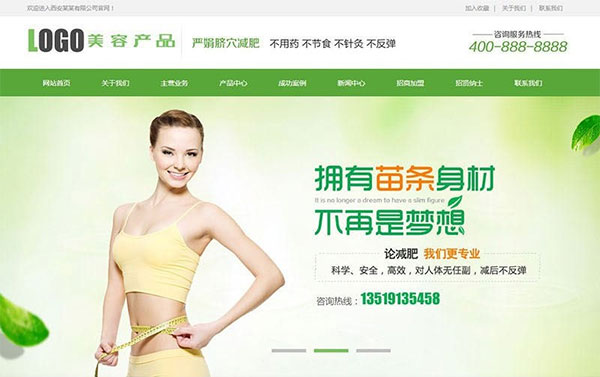 欢迎进入西安某某有限公司官网！ 加入收藏 | 关于我们 | 联系我们
LOGO 美容产品 严娟脐穴减肥 不用药 不节食 不针灸 不反弹 咨询服务热线
400-888-8888
网站首页 关于我们 主营业务 产品中心 成功案例 新闻中心 招商加盟 招贤纳士 联系我们
拥有苗条身材
It is no longer a dream to have a slim figure
不再是梦想
论减肥 我们更专业
科学、安全，高效，对人体无任副，减后不反弹
咨询热线：13519135458